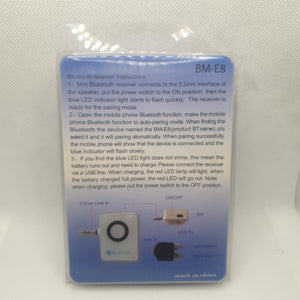 BM-E8
Bluetooth receiver Instructions
1、Mini Bluetooth receiver connects to the 3.5mm interface
of the speaker, put the power switch to the ON position, then the
blue LED indicator light starts to flash quickly. The receiver is
ready for the pairing mode.
2、Open the mobile phone Bluetooth function, make the mobile
phone Bluetooth function to auto-pairing mode. When finding the
Bluetooth the device named the BM-E8(product BT name), pls
select it and it will pairing atomatically. When pairing successfully,
the mobile phone will show that the device is connected and the
blue indicator will flash slowly.
3、If you find the blue LED light does not shine, this mean the
battery runs out and need to charge. Please connect the receiver
via a USB line. When charging, the red LED lamp will light, when
the battery charged full power, the red LED will go out. Note:
when charging, please put the switch to the OFF position.
ON/OFF
3.5mm Line in
Mic
USB IN
Line in
Bluetooth
made in china